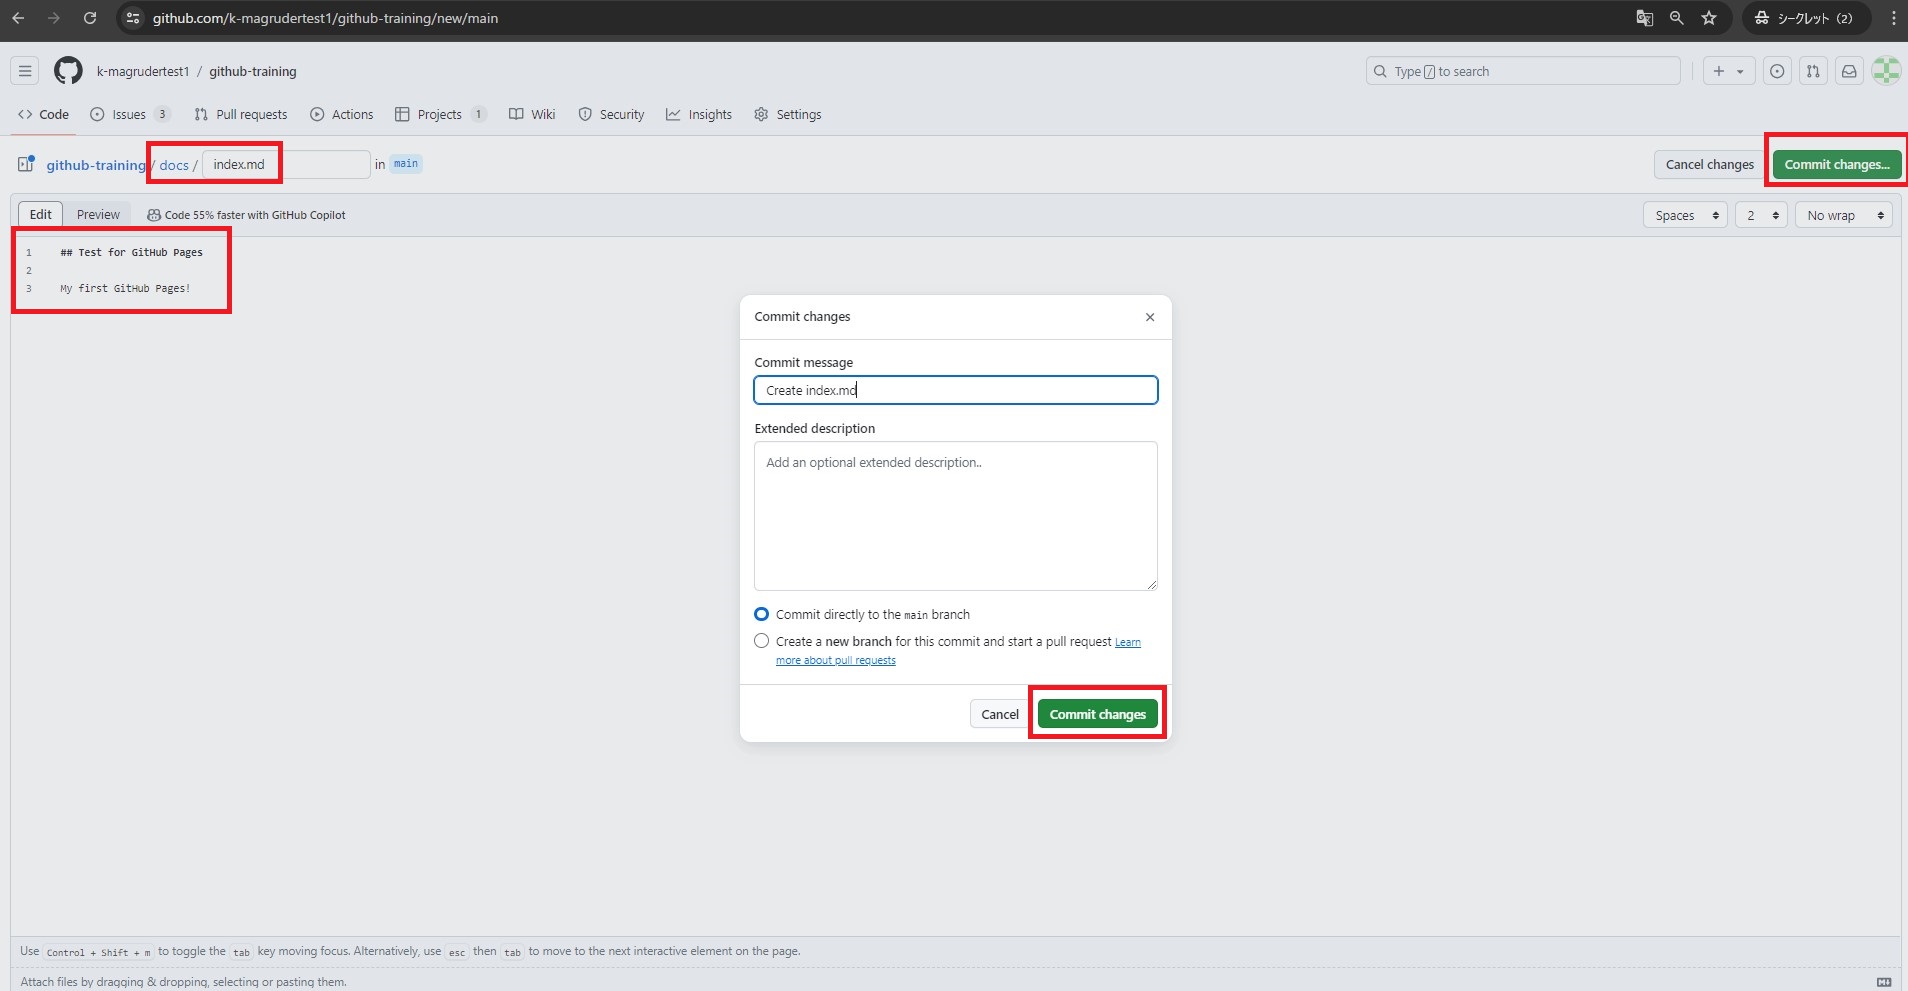 github.com/k-magrudertest1/github-training/new/main
シークレット (2)
k-magrudertest1 / github-training
Type / to search
Code
Issues 3
Pull requests
Actions
Projects 1
Wiki
Security
Insights
Settings
github-training / docs / index.md in main
Cancel changes
Commit changes...
Edit
Preview
Code 55% faster with GitHub Copilot
Spaces
2
No wrap
1 ## Test for GitHub Pages
2
3 My first GitHub Pages!
Commit changes
Commit message
Create index.md
Extended description
Add an optional extended description..
Commit directly to the main branch
Create a new branch for this commit and start a pull request Learn
more about pull requests
Cancel
Commit changes
Use Control + Shift + m to toggle the tab key moving focus. Alternatively, use esc then tab to move to the next interactive element on the page.
Attach files by dragging & dropping, selecting or pasting them.